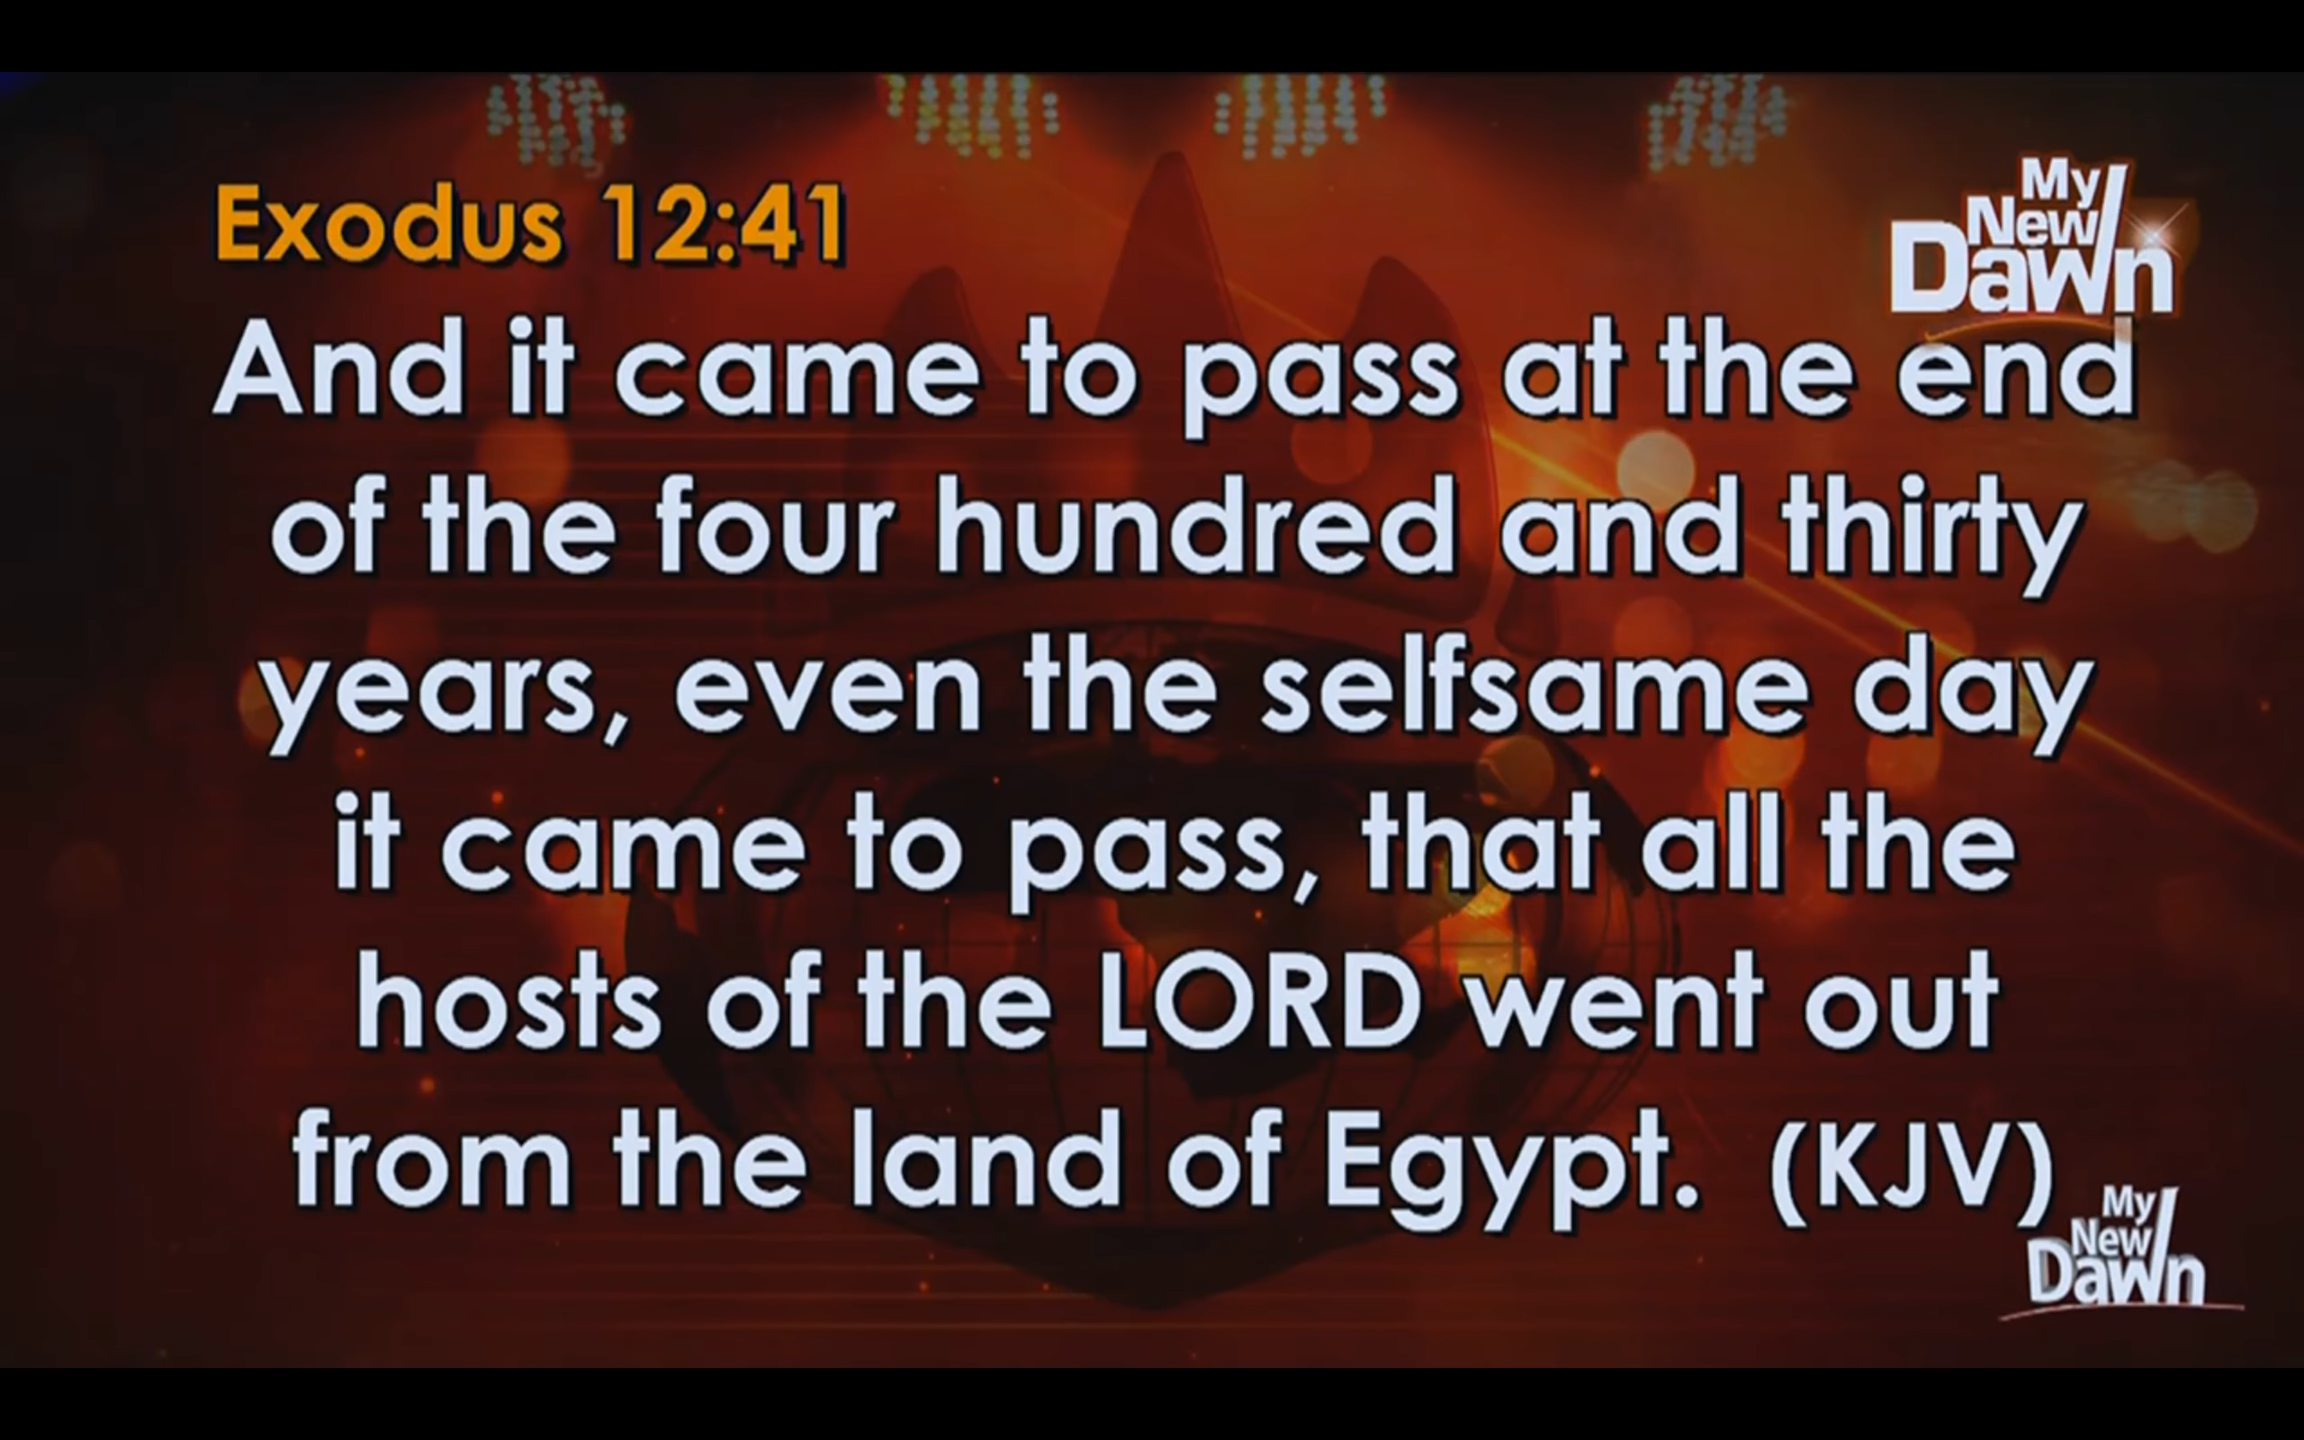 Exodus 12:41
My
New
Dawn
And it came to pass at the end
of the four hundred and thirty
years, even the selfsame day
it came to pass, that all the
hosts of the LORD went out
from the land of Egypt.  (KJV)
My
New
Dawn